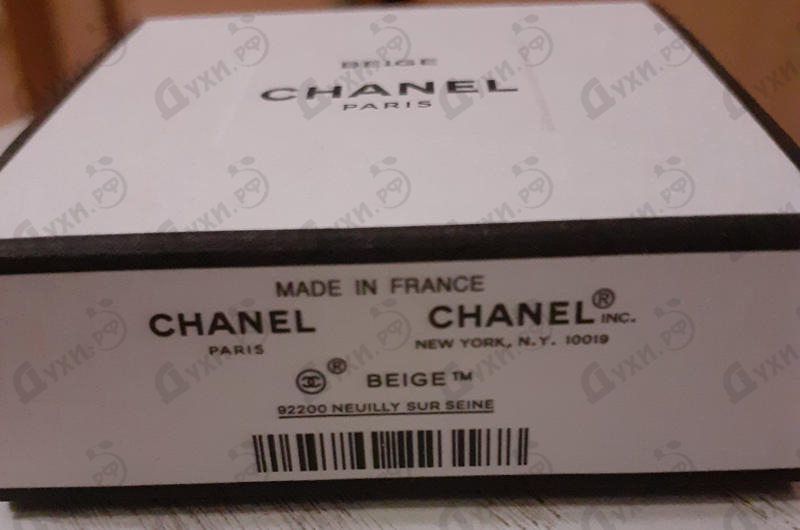 BEIGE
CHANEL
PARIS
MADE IN FRANCE
CHANEL CHANEL® INC.
PARIS NEW YORK, N.Y. 10019
® BEIGE™
92200 NEUILLY SUR SEINE
Духи.рф